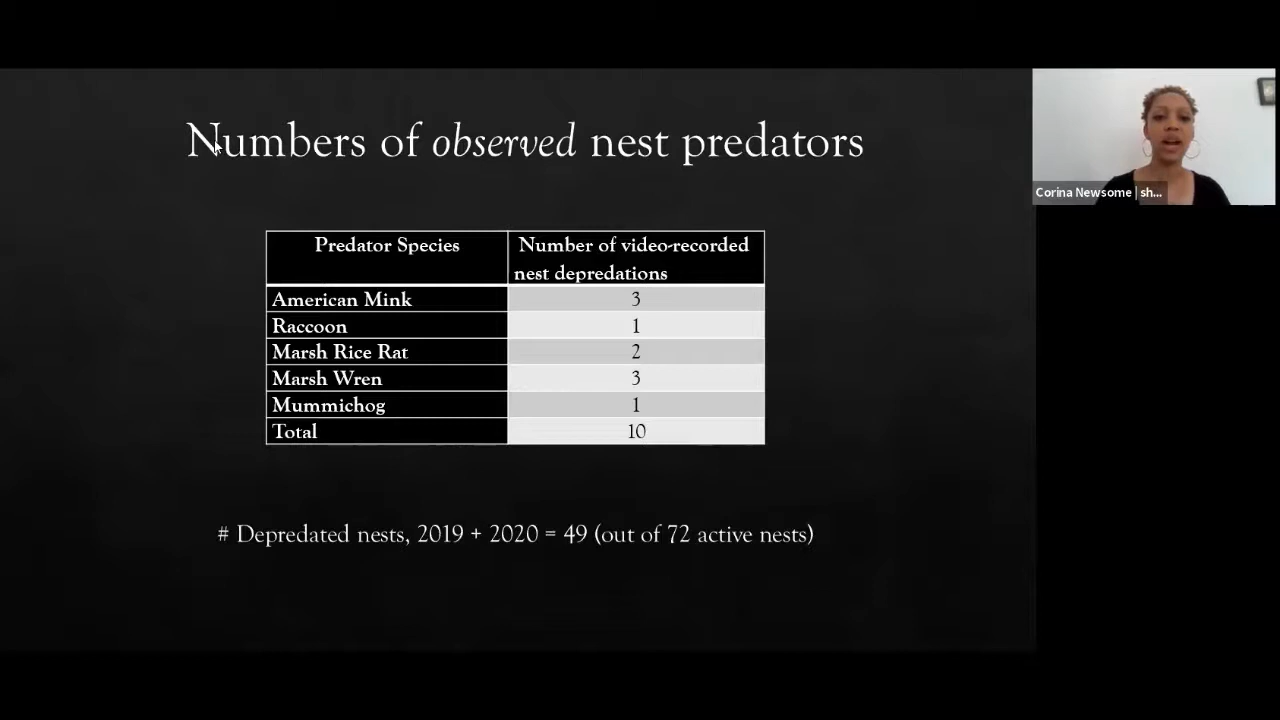 Numbers of observed nest predators
Predator Species
Number of video-recorded
nest depredations
American Mink 3
Raccoon 1
Marsh Rice Rat 2
Marsh Wren 3
Mummichog 1
Total 10
# Depredated nests, 2019 + 2020 = 49 (out of 72 active nests)
Corina Newsome | sh...